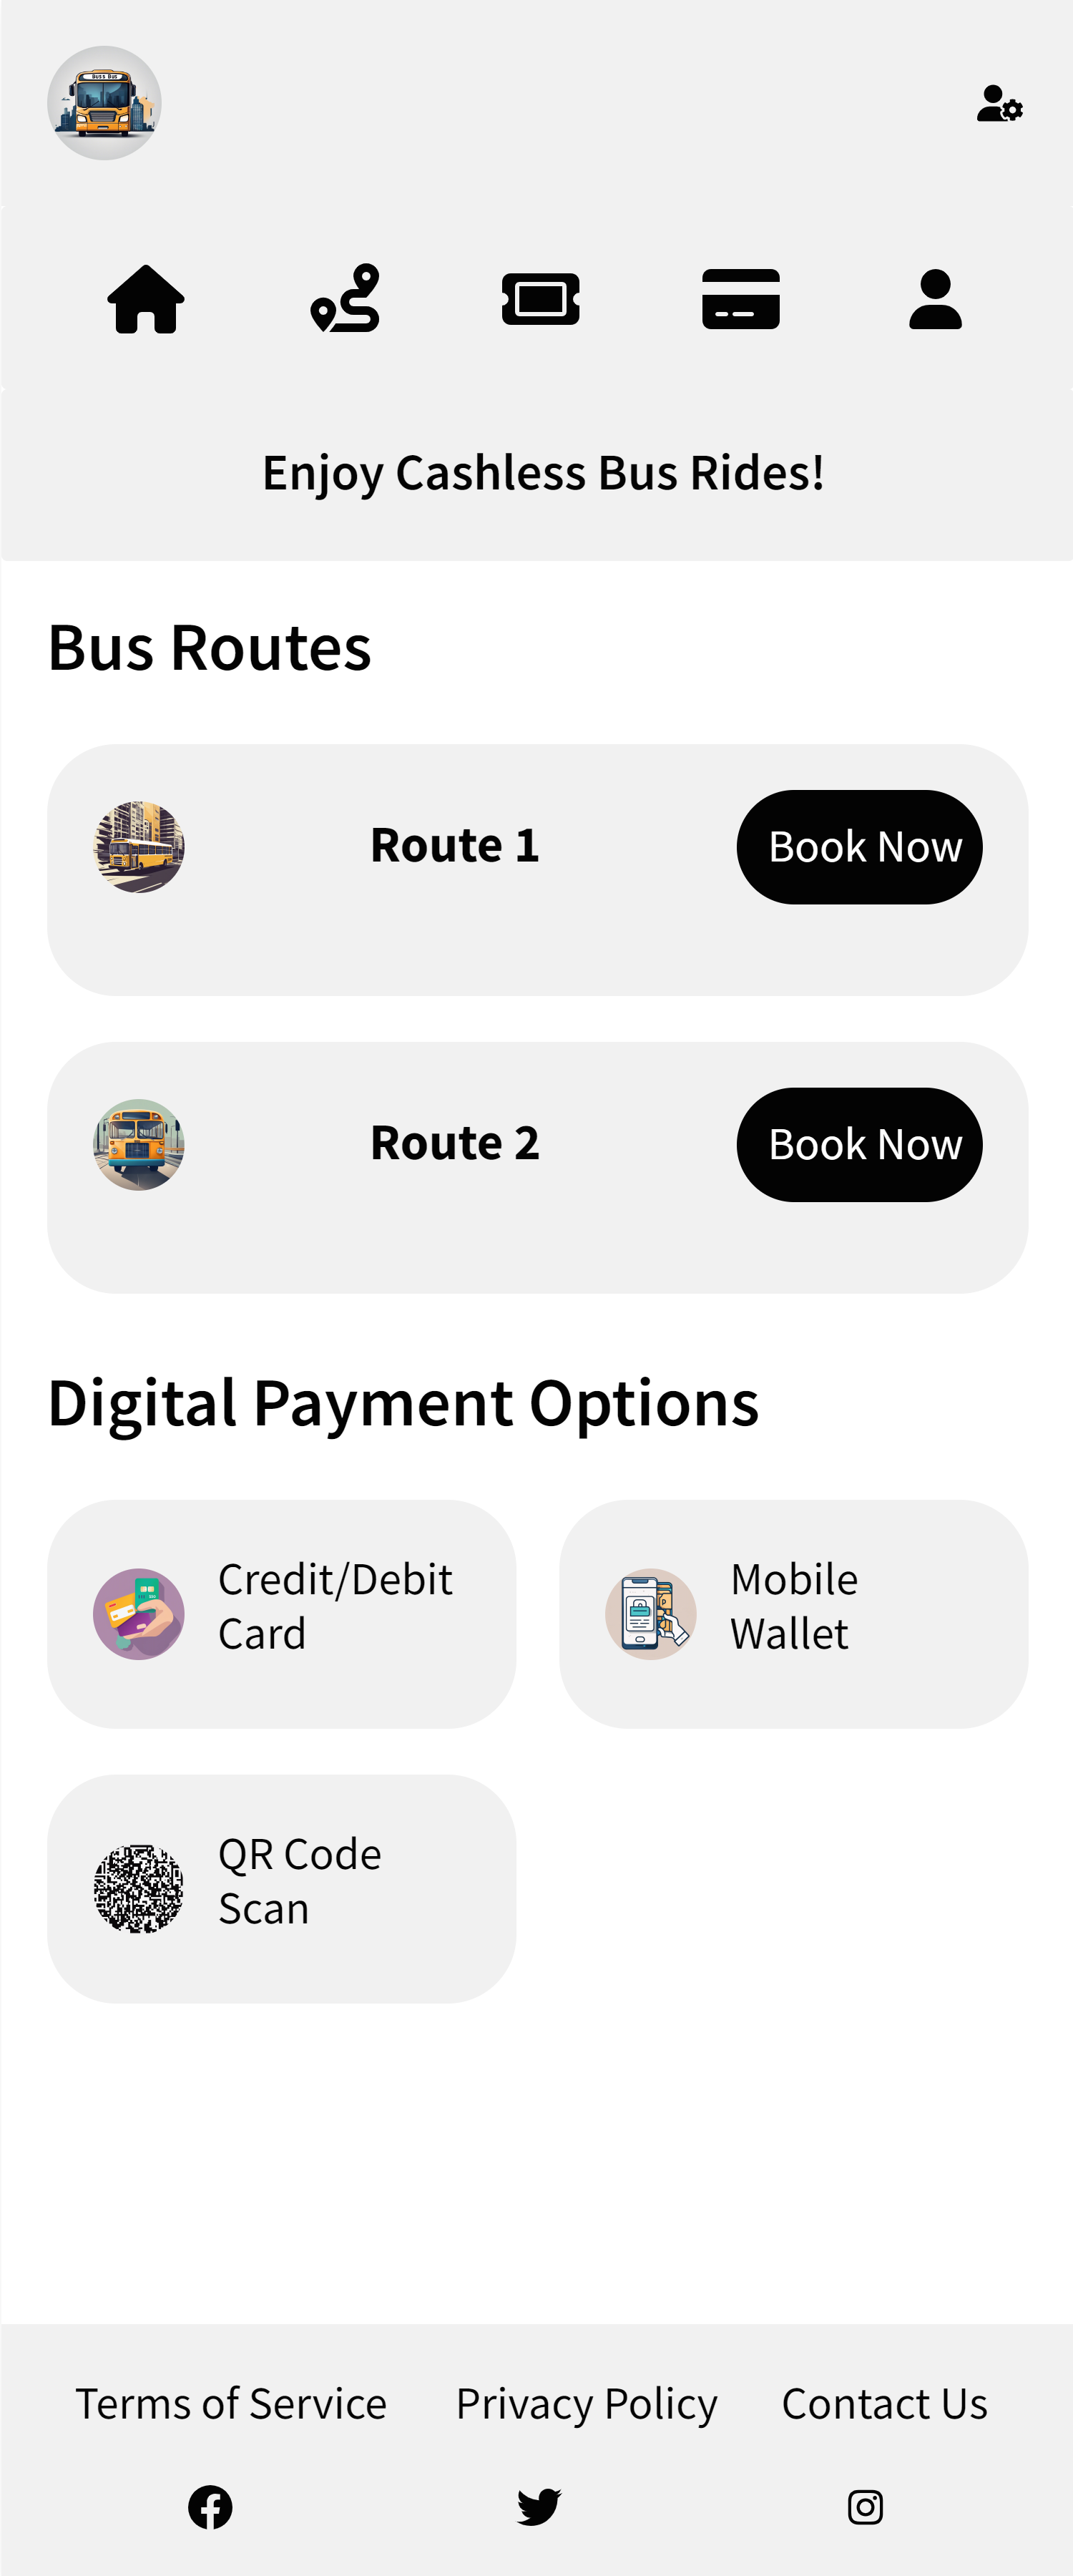 Enjoy Cashless Bus Rides!
Bus Routes
Route 1
Book Now
Route 2
Book Now
Digital Payment Options
Credit/Debit
Card
Mobile
Wallet
QR Code
Scan
Terms of Service
Privacy Policy
Contact Us